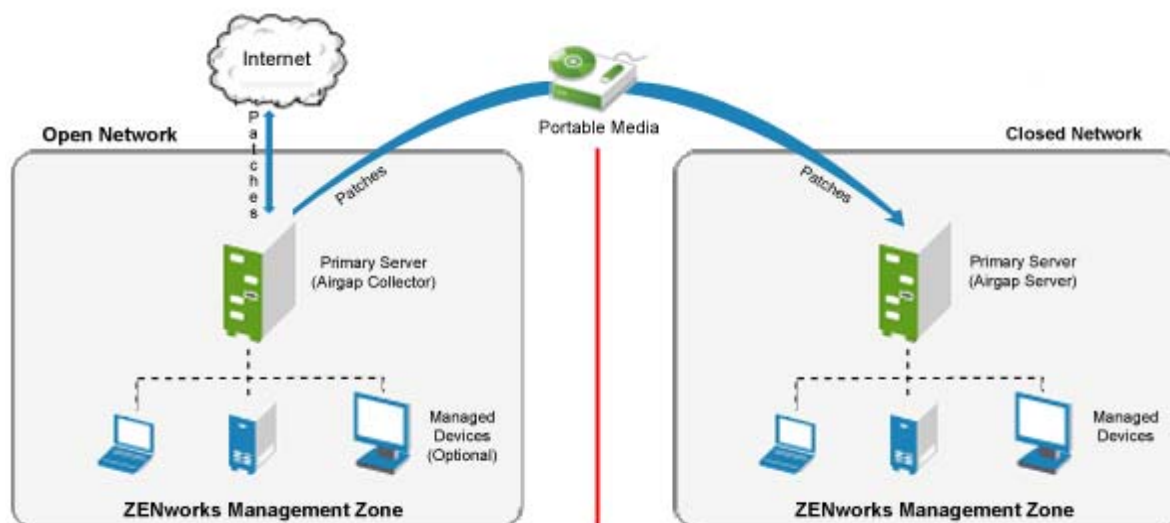 Internet
Patches
Portable Media
Open Network
Closed Network
Patches
Patches
Primary Server
(Airgap Collector)
Primary Server
(Airgap Server)
Managed
Devices
(Optional)
Managed
Devices
ZENworks Management Zone
ZENworks Management Zone